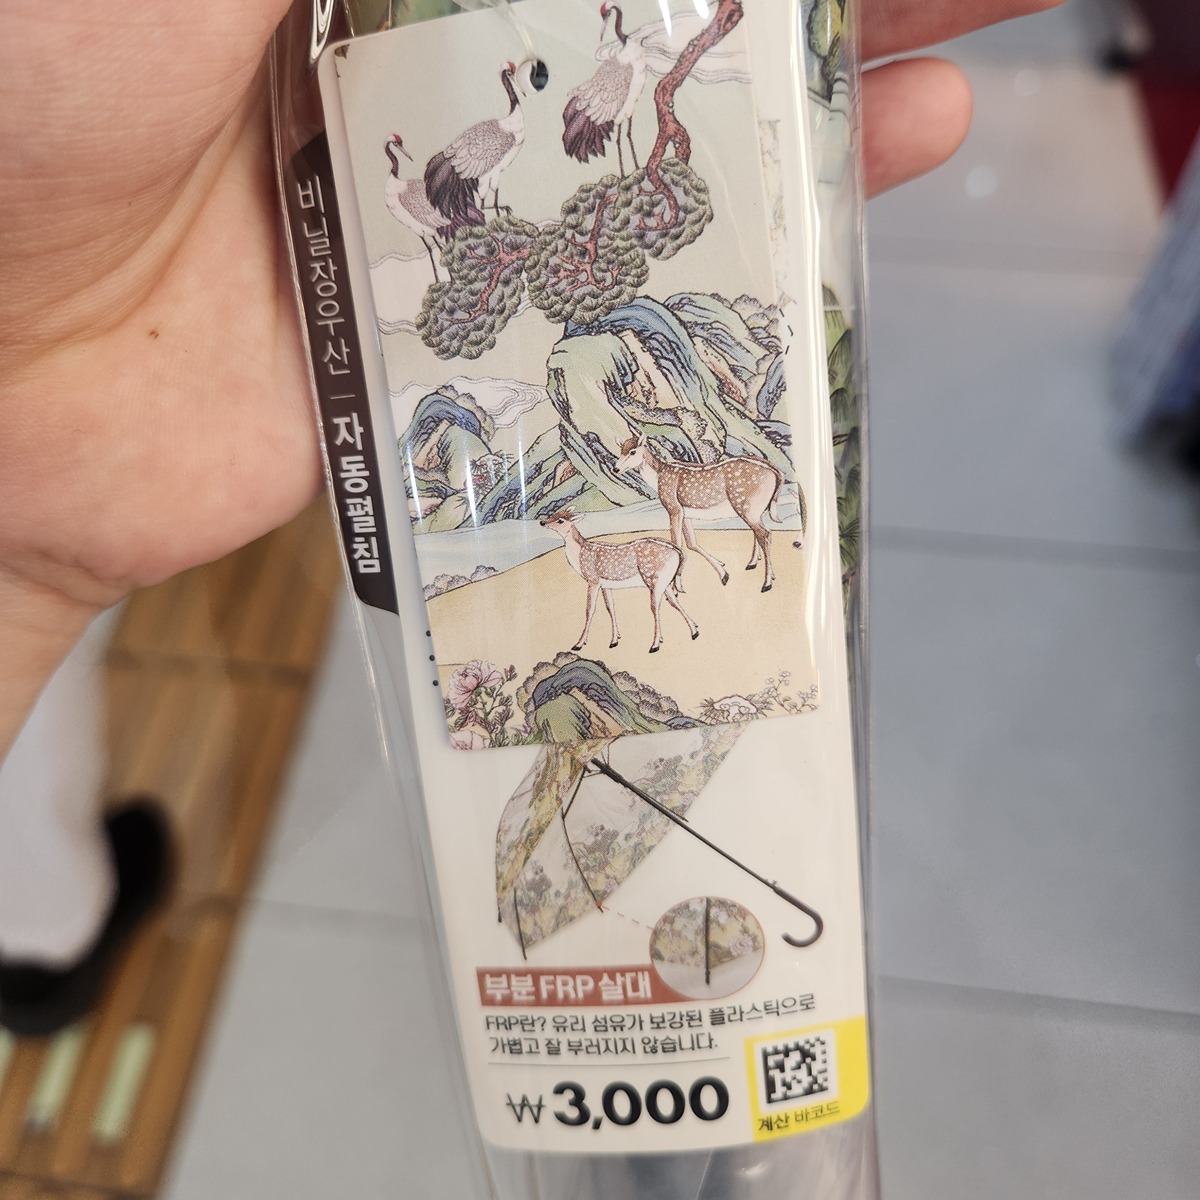 비닐장우산 | 자동펼침
부분 FRP 살대
FRP란? 유리 섬유가 보강된 플라스틱으로
가볍고 잘 부러지지 않습니다.
₩3,000
계산 바코드